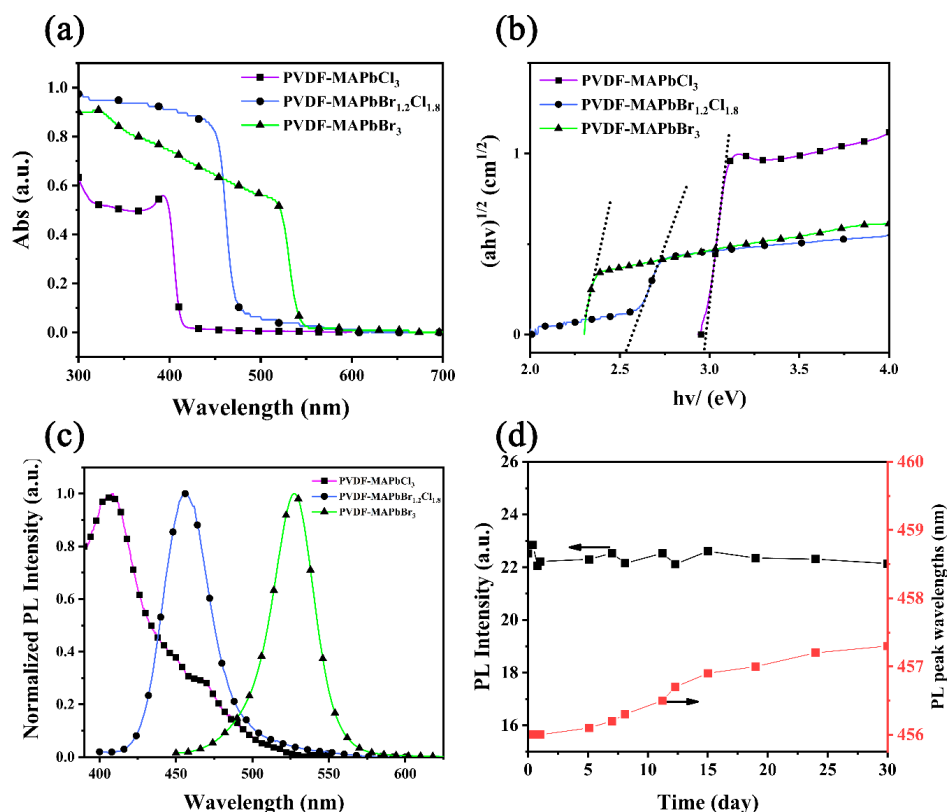 (a)
PVDF-MAPbCl3
PVDF-MAPbBr1.2Cl1.8
PVDF-MAPbBr3
Abs (a.u.)
1.0
0.8
0.6
0.4
0.2
0.0
300 400 500 600 700
Wavelength (nm)
(b)
PVDF-MAPbCl3
PVDF-MAPbBr1.2Cl1.8
PVDF-MAPbBr3
(ahv)1/2 (cm1/2)
1
0
2.0 2.5 3.0 3.5 4.0
hv/ (eV)
(c)
PVDF-MAPbCl3
PVDF-MAPbBr1.2Cl1.8
PVDF-MAPbBr3
Normalized PL Intensity (a.u.)
1.0
0.8
0.6
0.4
0.2
0.0
400 450 500 550 600
Wavelength (nm)
(d)
PL Intensity (a.u.)
26
24
22
20
18
16
460
459
458
457
456
PL peak wavelengths (nm)
0 5 10 15 20 25 30
Time (day)